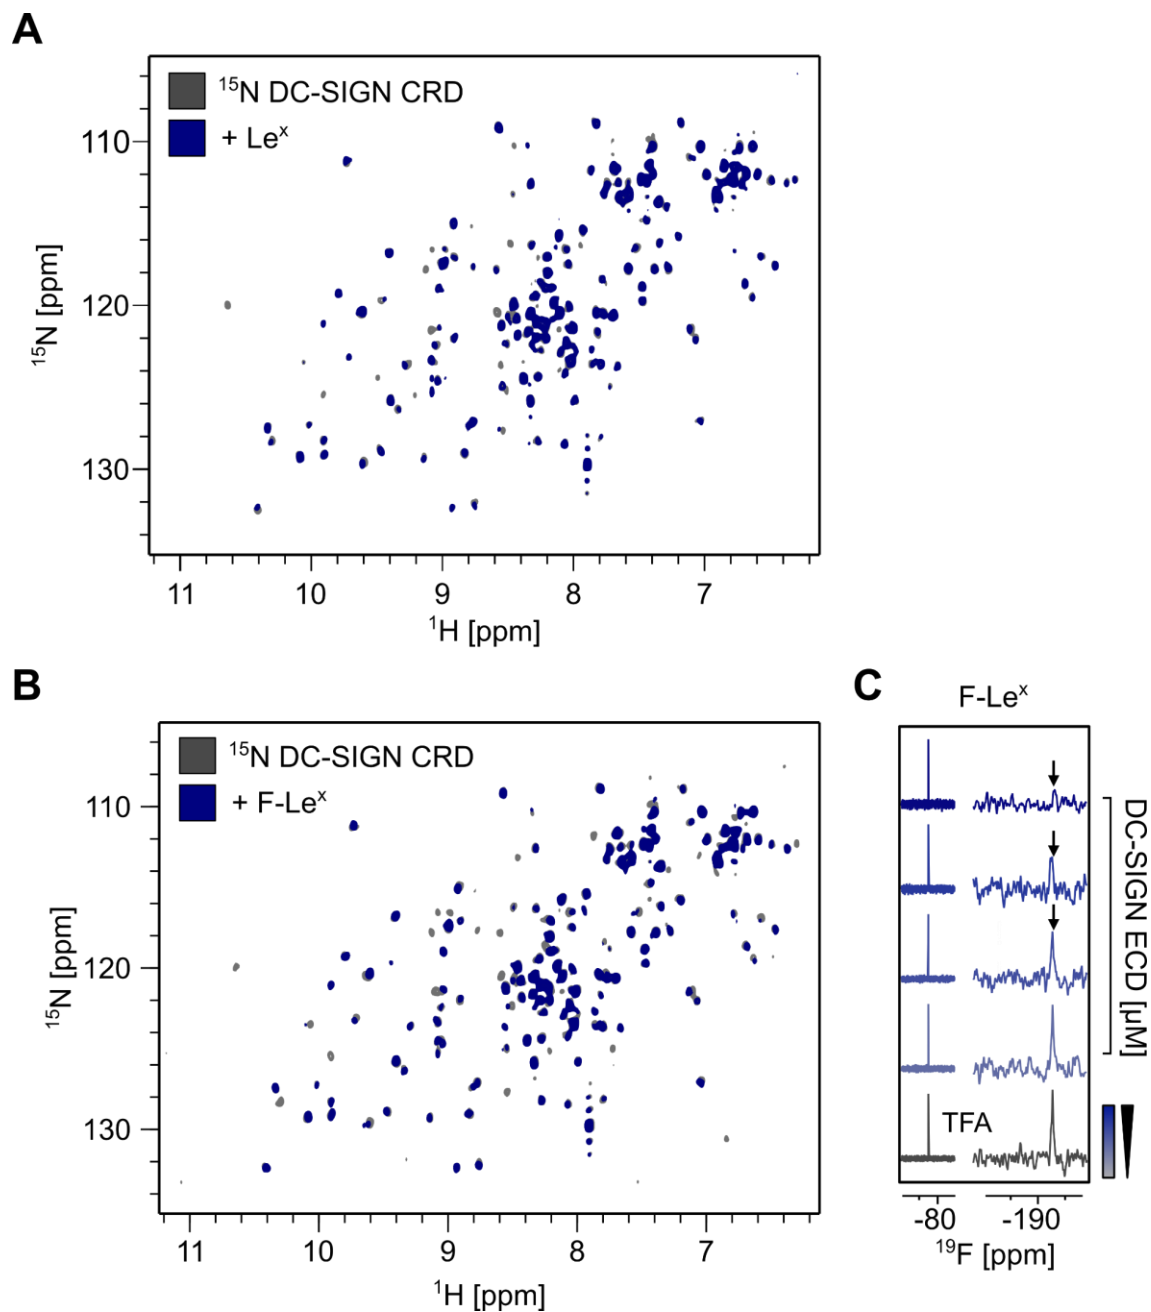 A
¹⁵N DC-SIGN CRD
+ Leˣ
110
120
130
¹⁵N [ppm]
11 10 9 8 7
¹H [ppm]
B
¹⁵N DC-SIGN CRD
+ F-Leˣ
110
120
130
¹⁵N [ppm]
11 10 9 8 7
¹H [ppm]
C
F-Leˣ
DC-SIGN ECD [µM]
TFA
-80 -190
¹⁹F [ppm]